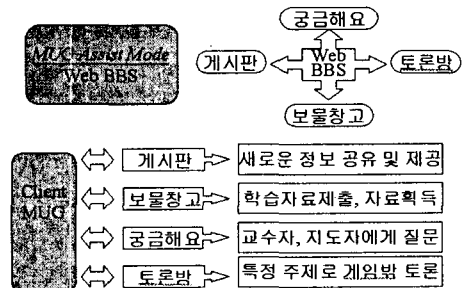 궁금해요
MUG-Assist Mode
Web BBS
게시판
Web
BBS
토론방
보물창고
Client
MUG
게시판
새로운 정보 공유 및 제공
보물창고
학습자료제출, 자료획득
궁금해요
교수자, 지도자에게 질문
토론방
특정 주제로 게임밖 토론